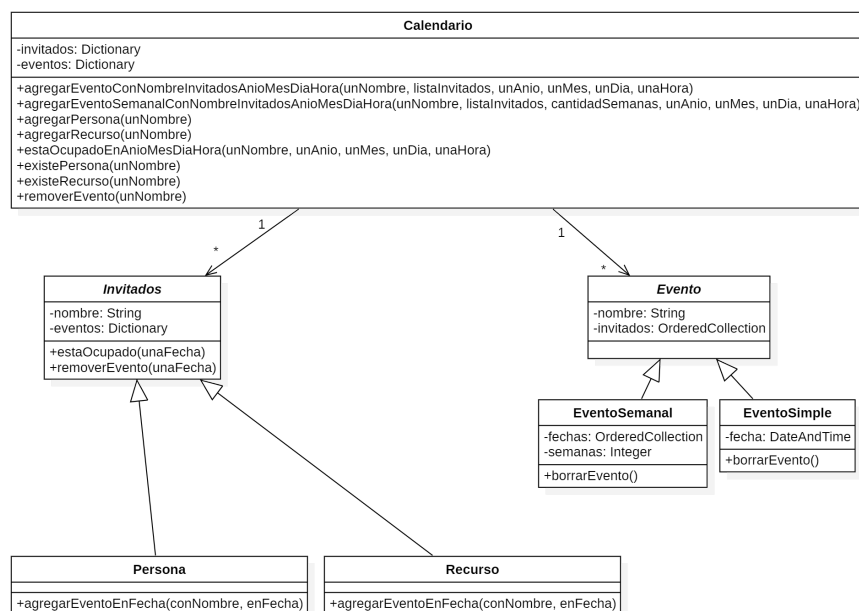 Calendario
-invitados: Dictionary
-eventos: Dictionary
+agregarEventoConNombreInvitadosAnioMesDiaHora(unNombre, listaInvitados, unAnio, unMes, unDia, unaHora)
+agregarEventoSemanalConNombreInvitadosAnioMesDiaHora(unNombre, listaInvitados, cantidadSemanas, unAnio, unMes, unDia, unaHora)
+agregarPersona(unNombre)
+agregarRecurso(unNombre)
+estaOcupadoEnAnioMesDiaHora(unNombre, unAnio, unMes, unDia, unaHora)
+existePersona(unNombre)
+existeRecurso(unNombre)
+removerEvento(unNombre)
1
1
*
*
Invitados
-nombre: String
-eventos: Dictionary
+estaOcupado(unaFecha)
+removerEvento(unaFecha)
Evento
-nombre: String
-invitados: OrderedCollection
EventoSemanal
-fechas: OrderedCollection
-semanas: Integer
+borrarEvento()
EventoSimple
-fecha: DateAndTime
+borrarEvento()
Persona
+agregarEventoEnFecha(conNombre, enFecha)
Recurso
+agregarEventoEnFecha(conNombre, enFecha)